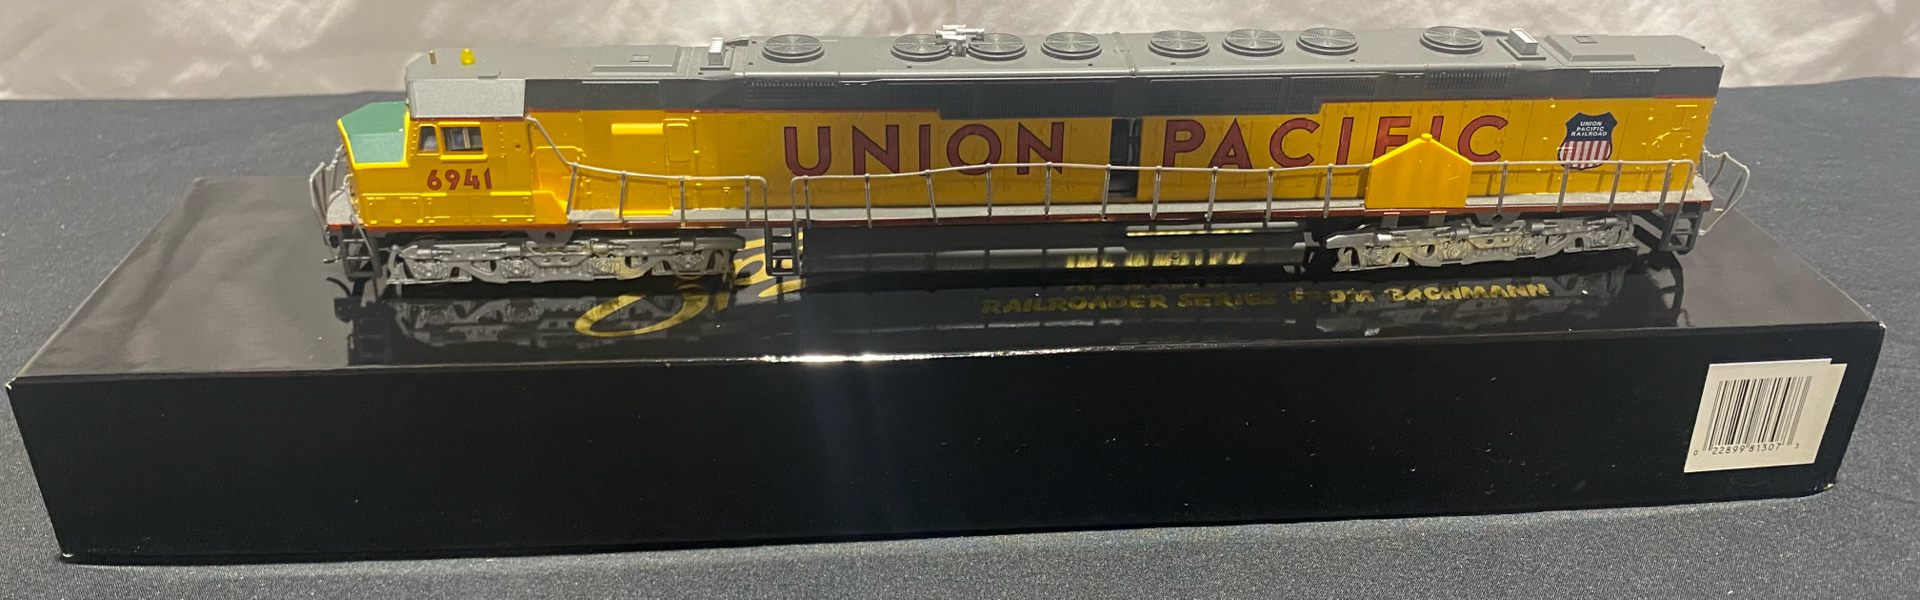 UNION PACIFIC
UNION
PACIFIC
RAILROAD
6941
RAILROADER SERIES FROM BACHMANN
0 22899 81307 3